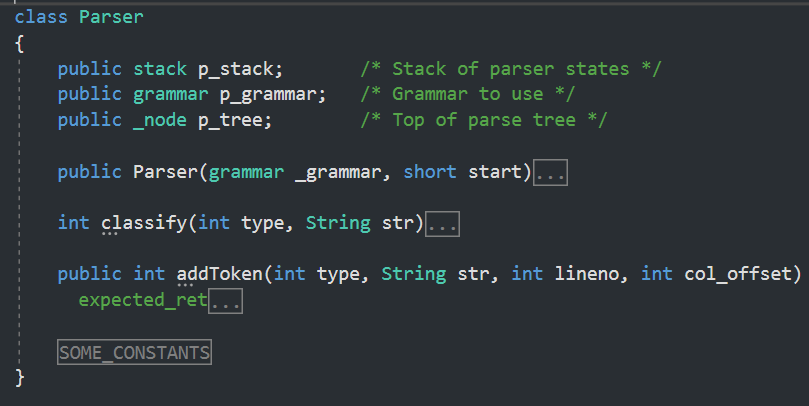 class Parser
{
public stack p_stack; /* Stack of parser states */
public grammar p_grammar; /* Grammar to use */
public _node p_tree; /* Top of parse tree */
public Parser(grammar _grammar, short start)...
int classify(int type, String str)...
public int addToken(int type, String str, int lineno, int col_offset)
expected_ret...
SOME_CONSTANTS
}